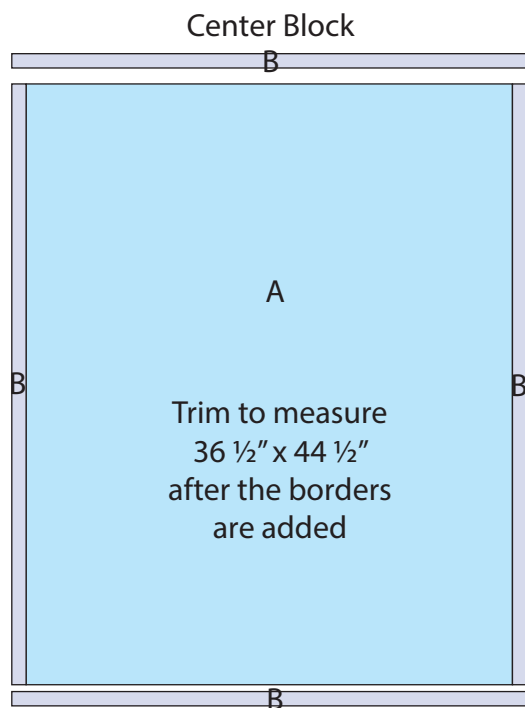 Center Block
B
A
B
B
Trim to measure
36 ½” x 44 ½”
after the borders
are added
B